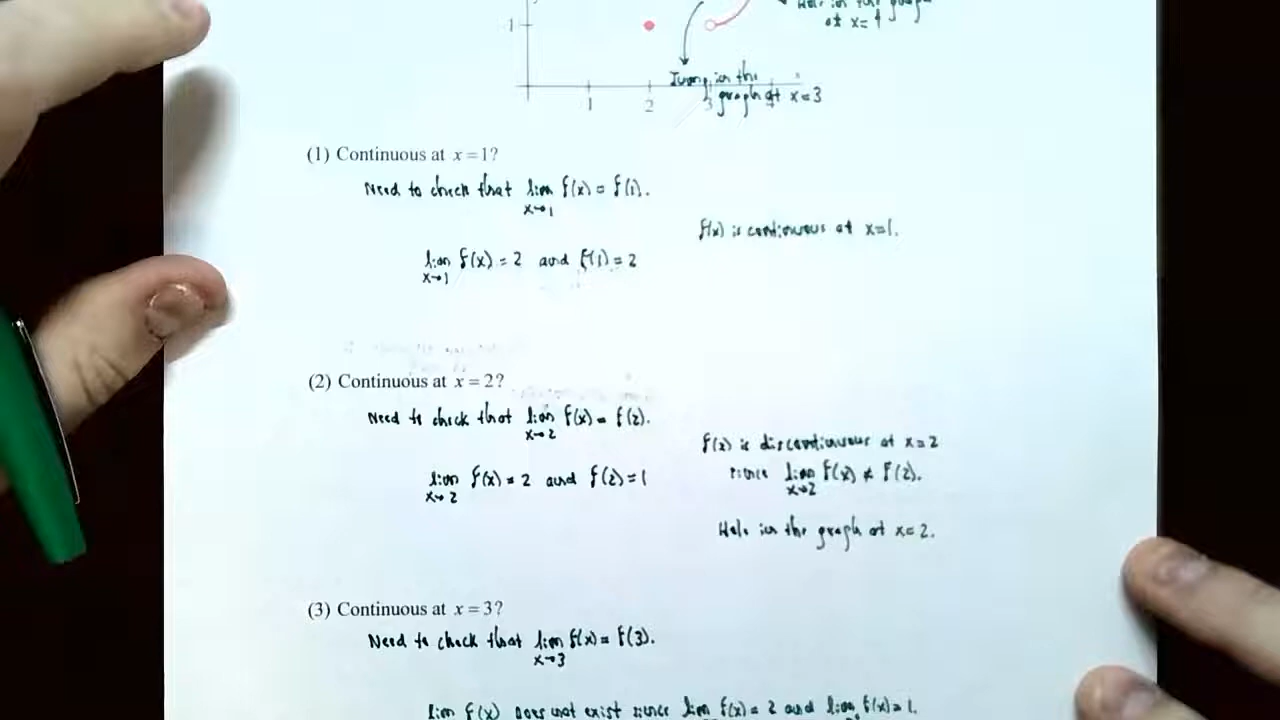 Hole in the graph
at x=4
1
Jump in the
graph at x=3
1 2 3
(1) Continuous at x=1?
Need to check that lim f(x) = f(1).
x→1
f(x) is continuous at x=1.
lim f(x) = 2 and f(1) = 2
x→1
(2) Continuous at x=2?
Need to check that lim f(x) = f(2).
x→2
f(x) is discontinuous at x=2
lim f(x) = 2 and f(2) = 1
x→2
since lim f(x) ≠ f(2).
x→2
Hole in the graph at x=2.
(3) Continuous at x=3?
Need to check that lim f(x) = f(3).
x→3
lim f(x) does not exist since lim f(x) = 2 and lim f(x) = 1.